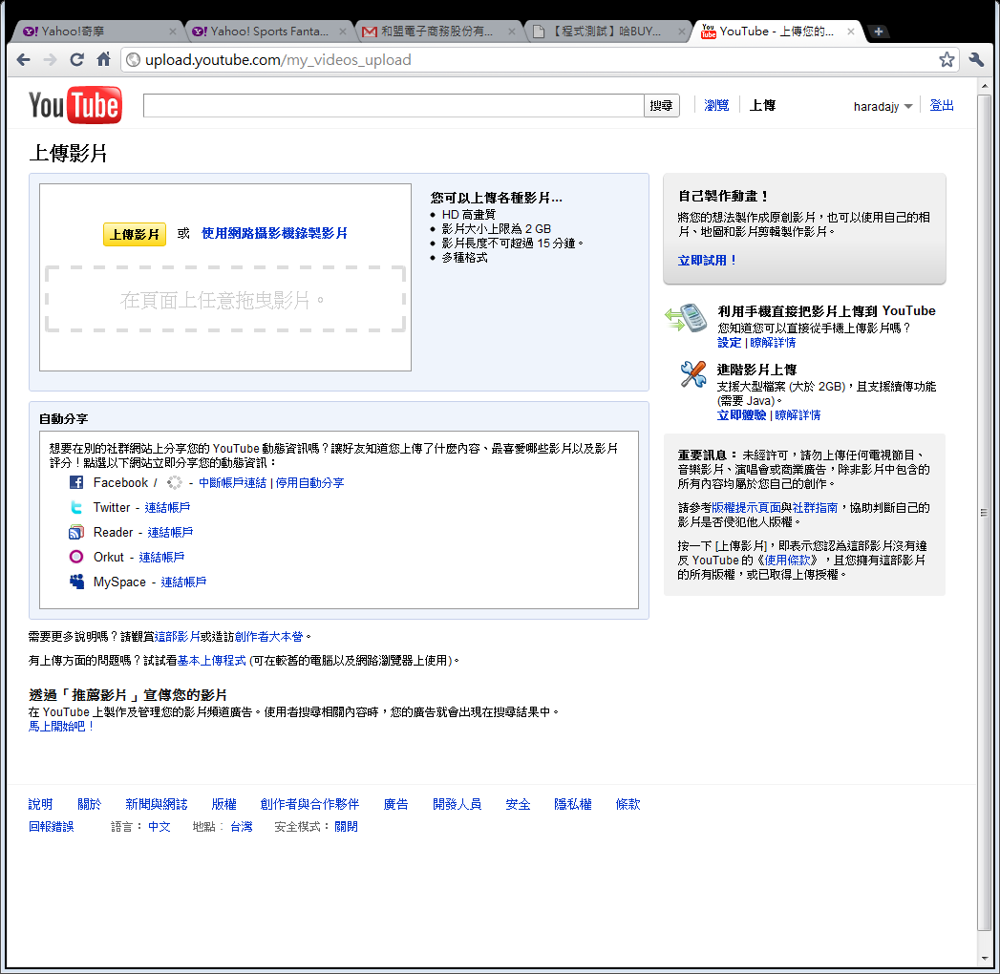 Yahoo!奇摩
Yahoo! Sports Fanta...
和盟電子商務股份有...
【程式測試】哈BUY...
YouTube - 上傳您的...
upload.youtube.com/my_videos_upload
YouTube
搜尋
瀏覽
上傳
haradajy
登出
上傳影片
上傳影片 或 使用網路攝影機錄製影片
在頁面上任意拖曳影片。
您可以上傳各種影片...
HD 高畫質
影片大小上限為 2 GB
影片長度不可超過 15 分鐘。
多種格式
自動分享
想要在別的社群網站上分享您的 YouTube 動態資訊嗎？讓好友知道您上傳了什麼內容、最喜愛哪些影片以及影片
評分！點選以下網站立即分享您的動態資訊：
Facebook / - 中斷帳戶連結 | 停用自動分享
Twitter - 連結帳戶
Reader - 連結帳戶
Orkut - 連結帳戶
MySpace - 連結帳戶
需要更多說明嗎？請觀賞這部影片或造訪創作者大本營。
有上傳方面的問題嗎？試試看基本上傳程式 (可在較舊的電腦以及網路瀏覽器上使用)。
透過「推薦影片」宣傳您的影片
在 YouTube 上製作及管理您的影片頻道廣告。使用者搜尋相關內容時，您的廣告就會出現在搜尋結果中。
馬上開始吧！
自己製作動畫！
將您的想法製作成原創影片，也可以使用自己的相
片、地圖和影片剪輯製作影片。
立即試用！
利用手機直接把影片上傳到 YouTube
您知道您可以直接從手機上傳影片嗎？
設定 | 瞭解詳情
進階影片上傳
支援大型檔案 (大於 2GB)，且支援續傳功能
(需要 Java)。
立即體驗 | 瞭解詳情
重要訊息： 未經許可，請勿上傳任何電視節目、
音樂影片、演唱會或商業廣告，除非影片中包含的
所有內容均屬於您自己的創作。
請參考版權提示頁面與社群指南，協助判斷自己的
影片是否侵犯他人版權。
按一下 [上傳影片]，即表示您認為這部影片沒有違
反 YouTube 的《使用條款》，且您擁有這部影片
的所有版權，或已取得上傳授權。
說明 關於 新聞與網誌 版權 創作者與合作夥伴 廣告 開發人員 安全 隱私權 條款
回報錯誤 語言：中文 地點：台灣 安全模式：關閉